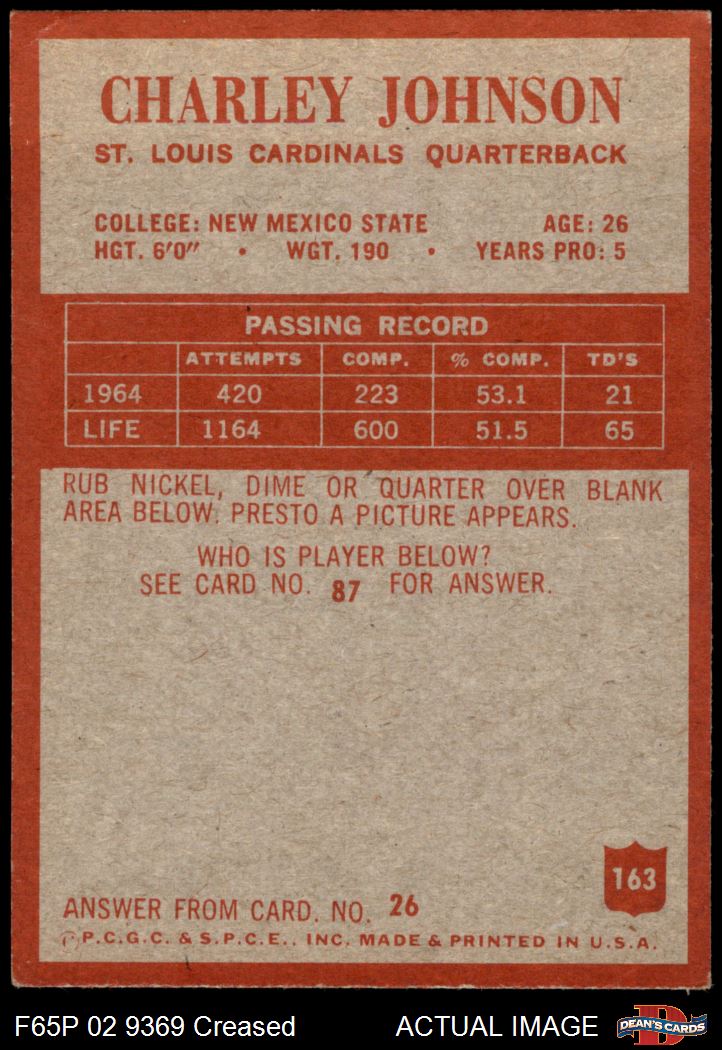 CHARLEY JOHNSON
ST. LOUIS CARDINALS QUARTERBACK
COLLEGE: NEW MEXICO STATE AGE: 26
HGT. 6'0" • WGT. 190 • YEARS PRO: 5
PASSING RECORD
ATTEMPTS COMP. % COMP. TD'S
1964 420 223 53.1 21
LIFE 1164 600 51.5 65
RUB NICKEL, DIME OR QUARTER OVER BLANK
AREA BELOW. PRESTO A PICTURE APPEARS.
WHO IS PLAYER BELOW?
SEE CARD NO. 87 FOR ANSWER.
163
ANSWER FROM CARD. NO. 26
©P.C.G.C. & S.P.C.E., INC. MADE & PRINTED IN U.S.A.
F65P 02 9369 Creased ACTUAL IMAGE
D
DEAN'S CARDS